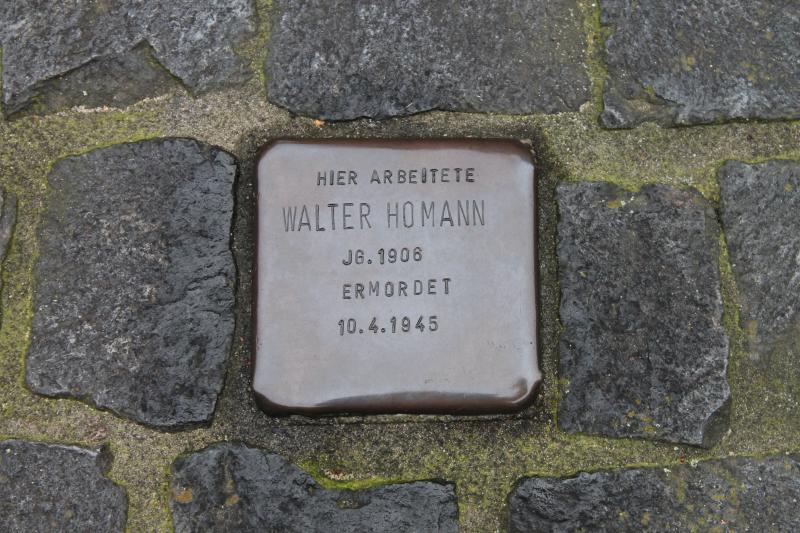 HIER ARBEITETE
WALTER HOMANN
JG.1906
ERMORDET
10.4.1945